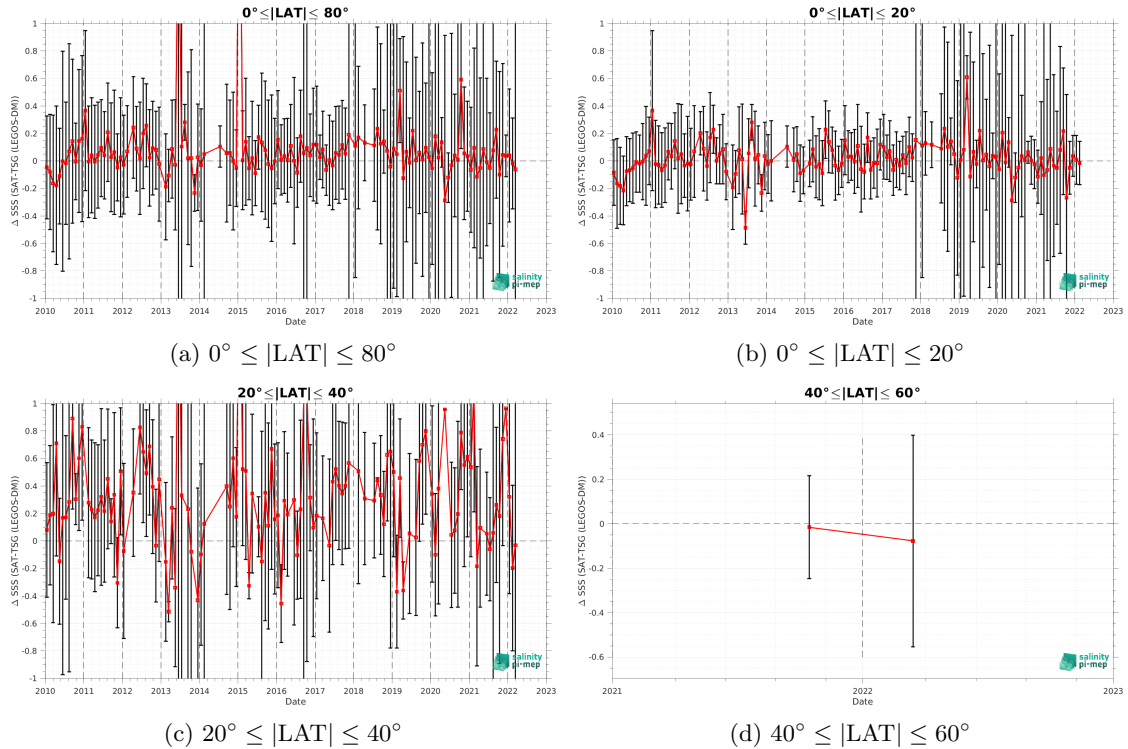 0°≤|LAT|≤ 80°
Δ SSS (SAT-TSG (LEGOS-DM))
1
0.8
0.6
0.4
0.2
0
-0.2
-0.4
-0.6
-0.8
-1
2010 2011 2012 2013 2014 2015 2016 2017 2018 2019 2020 2021 2022 2023
Date
salinity
pi-mep
(a) 0° ≤ |LAT| ≤ 80°
0°≤|LAT|≤ 20°
Δ SSS (SAT-TSG (LEGOS-DM))
1
0.8
0.6
0.4
0.2
0
-0.2
-0.4
-0.6
-0.8
-1
2010 2011 2012 2013 2014 2015 2016 2017 2018 2019 2020 2021 2022 2023
Date
salinity
pi-mep
(b) 0° ≤ |LAT| ≤ 20°
20°≤|LAT|≤ 40°
Δ SSS (SAT-TSG (LEGOS-DM))
1
0.8
0.6
0.4
0.2
0
-0.2
-0.4
-0.6
-0.8
-1
2010 2011 2012 2013 2014 2015 2016 2017 2018 2019 2020 2021 2022 2023
Date
salinity
pi-mep
(c) 20° ≤ |LAT| ≤ 40°
40°≤|LAT|≤ 60°
Δ SSS (SAT-TSG (LEGOS-DM))
0.4
0.2
0
-0.2
-0.4
-0.6
2021 2022 2023
Date
salinity
pi-mep
(d) 40° ≤ |LAT| ≤ 60°